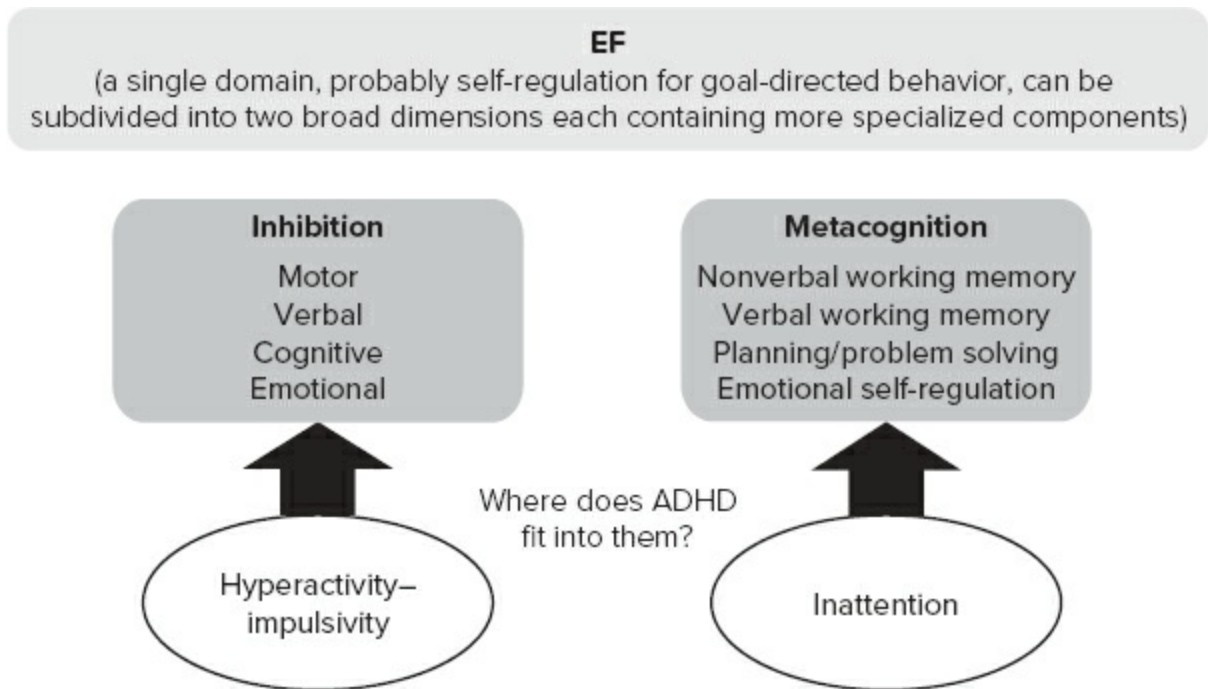 EF
(a single domain, probably self-regulation for goal-directed behavior, can be
subdivided into two broad dimensions each containing more specialized components)
Inhibition
Motor
Verbal
Cognitive
Emotional
Metacognition
Nonverbal working memory
Verbal working memory
Planning/problem solving
Emotional self-regulation
Where does ADHD
fit into them?
Hyperactivity–
impulsivity
Inattention